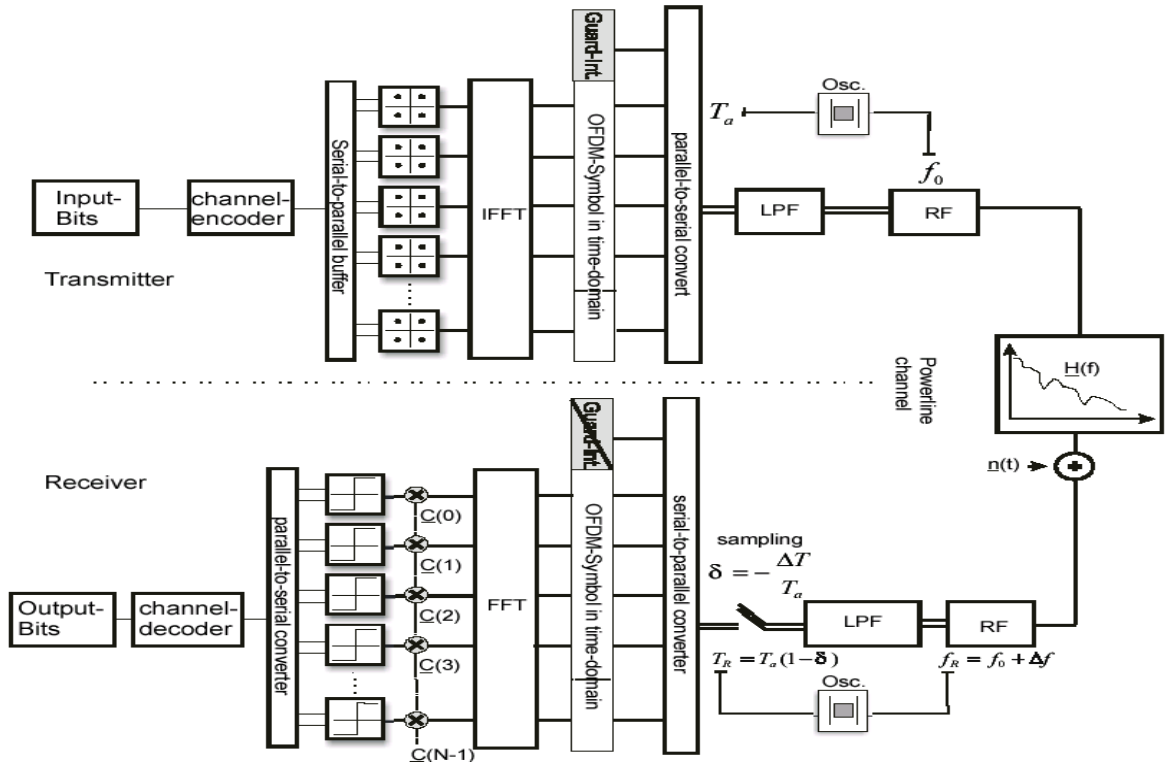 Input-
Bits
channel-
encoder
Serial-to-parallel buffer
IFFT
Guard-Int.
OFDM-Symbol in time-domain
parallel-to-serial convert
T_a
Osc.
f_0
LPF
RF
Transmitter
Powerline
channel
H(f)
n(t)
Receiver
Output-
Bits
channel-
decoder
parallel-to-serial converter
C(0)
C(1)
C(2)
C(3)
C(N-1)
FFT
Guard-Int.
OFDM-Symbol in time-domain
serial-to-parallel converter
sampling
δ = - ΔT / T_a
LPF
RF
T_R = T_a(1-δ)
f_R = f_0 + Δf
Osc.